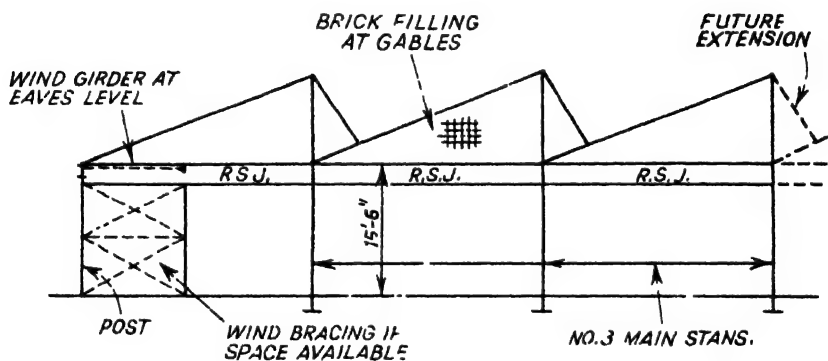 BRICK FILLING
AT GABLES
FUTURE
EXTENSION
WIND GIRDER AT
EAVES LEVEL
R S J.
R.S.J.
R.S.J.
15'-6"
POST
WIND BRACING IF
SPACE AVAILABLE
NO.3 MAIN STANS.